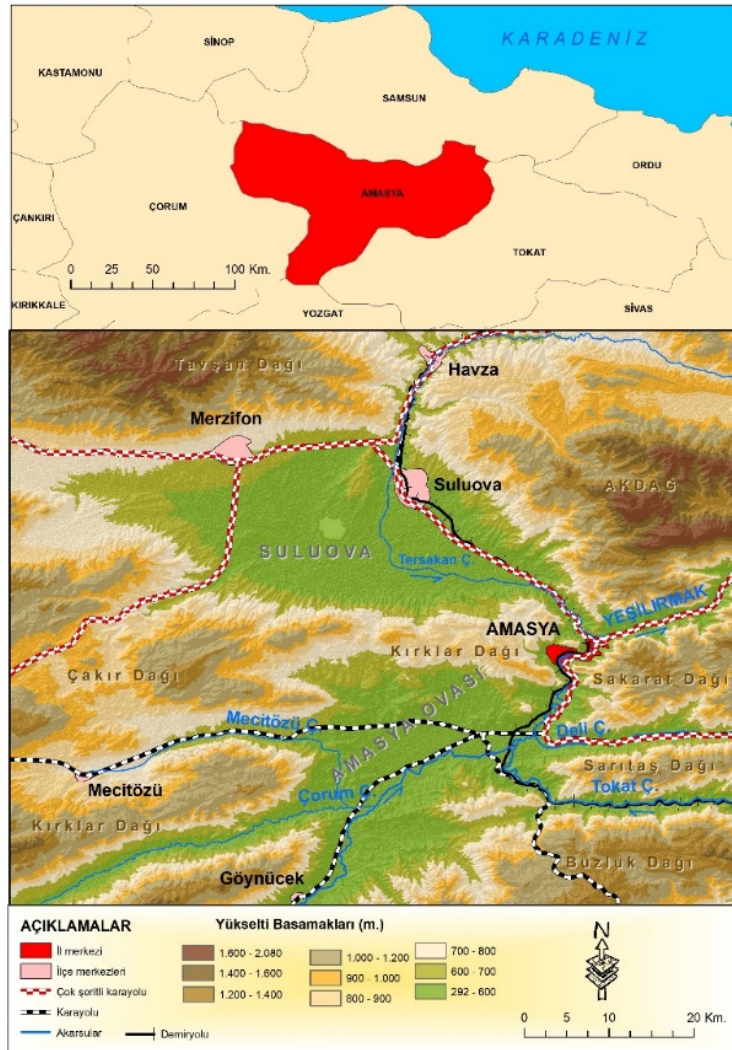 KARADENİZ
SİNOP
KASTAMONU
SAMSUN
ORDU
AMASYA
ÇORUM
ÇANKIRI
TOKAT
0 25 50 100 Km.
KIRIKKALE
YOZGAT
SİVAS
Tavşan Dağı
Havza
Merzifon
Suluova
AKDAĞ
SULUOVA
Tersakan Ç.
YEŞİLIRMAK
AMASYA
Kırklar Dağı
Çakır Dağı
Sakarat Dağı
AMASYA OVASI
Mecitözü Ç.
Deli Ç.
Sarıtaş Dağı
Mecitözü
Çorum Ç.
Tokat Ç.
Kırklar Dağı
Buzluk Dağı
Göynücek
AÇIKLAMALAR
Yükselti Basamakları (m.)
N
İl merkezi
İlçe merkezleri
Çok şeritli karayolu
Karayolu
Akarsular
Demiryolu
1.600 - 2.080
1.400 - 1.600
1.200 - 1.400
1.000 - 1.200
900 - 1.000
800 - 900
700 - 800
600 - 700
292 - 600
0 5 10 20 Km.